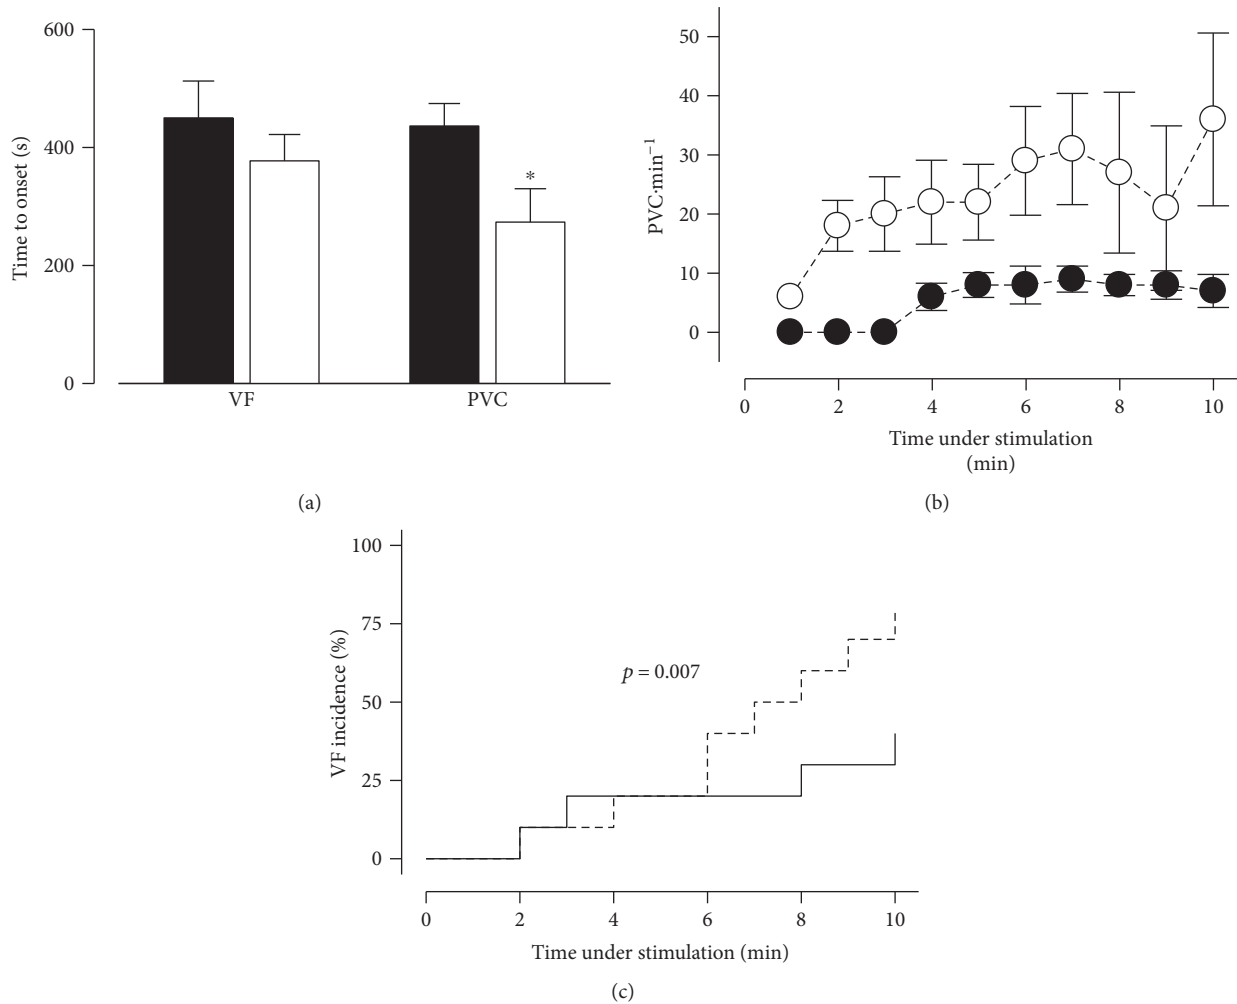 600
400
200
0
Time to onset (s)
*
VF
PVC
(a)
50
40
30
20
10
0
PVC·min⁻¹
0
2
4
6
8
10
Time under stimulation
(min)
(b)
100
75
50
25
0
VF incidence (%)
p = 0.007
0
2
4
6
8
10
Time under stimulation (min)
(c)